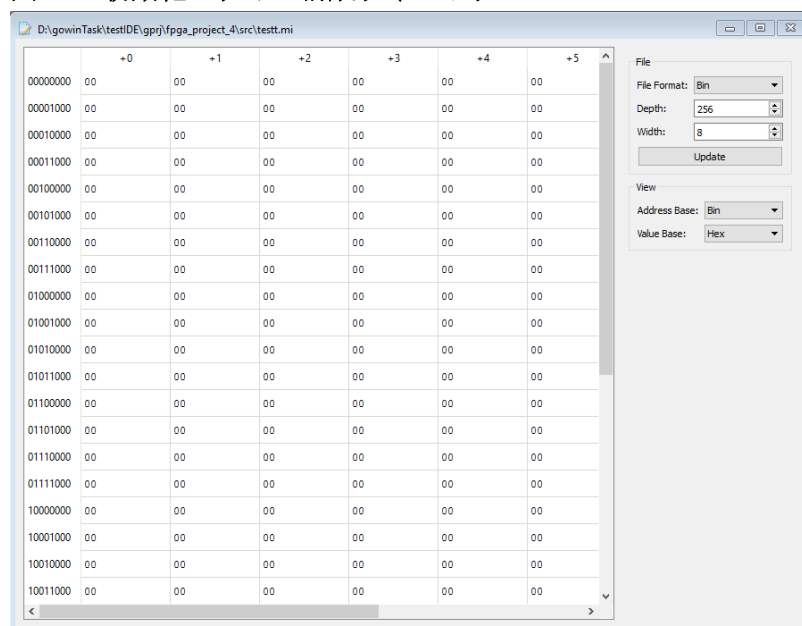 D:\gowinTask\testIDE\gprj\fpga_project_4\src\testt.mi
+0 +1 +2 +3 +4 +5
00000000 00 00 00 00 00 00
00001000 00 00 00 00 00 00
00010000 00 00 00 00 00 00
00011000 00 00 00 00 00 00
00100000 00 00 00 00 00 00
00101000 00 00 00 00 00 00
00110000 00 00 00 00 00 00
00111000 00 00 00 00 00 00
01000000 00 00 00 00 00 00
01001000 00 00 00 00 00 00
01010000 00 00 00 00 00 00
01011000 00 00 00 00 00 00
01100000 00 00 00 00 00 00
01101000 00 00 00 00 00 00
01110000 00 00 00 00 00 00
01111000 00 00 00 00 00 00
10000000 00 00 00 00 00 00
10001000 00 00 00 00 00 00
10010000 00 00 00 00 00 00
10011000 00 00 00 00 00 00
File
File Format: Bin
Depth: 256
Width: 8
Update
View
Address Base: Bin
Value Base: Hex